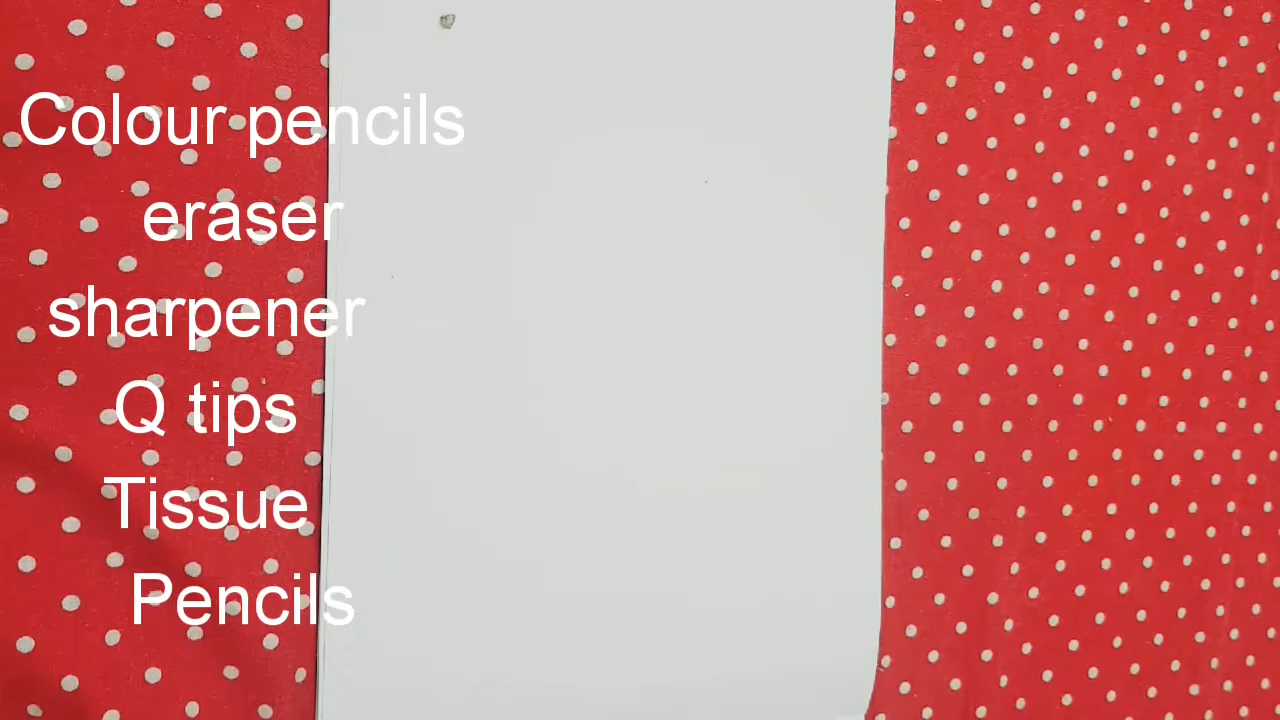 Colour pencils
eraser
sharpener
Q tips
Tissue
Pencils